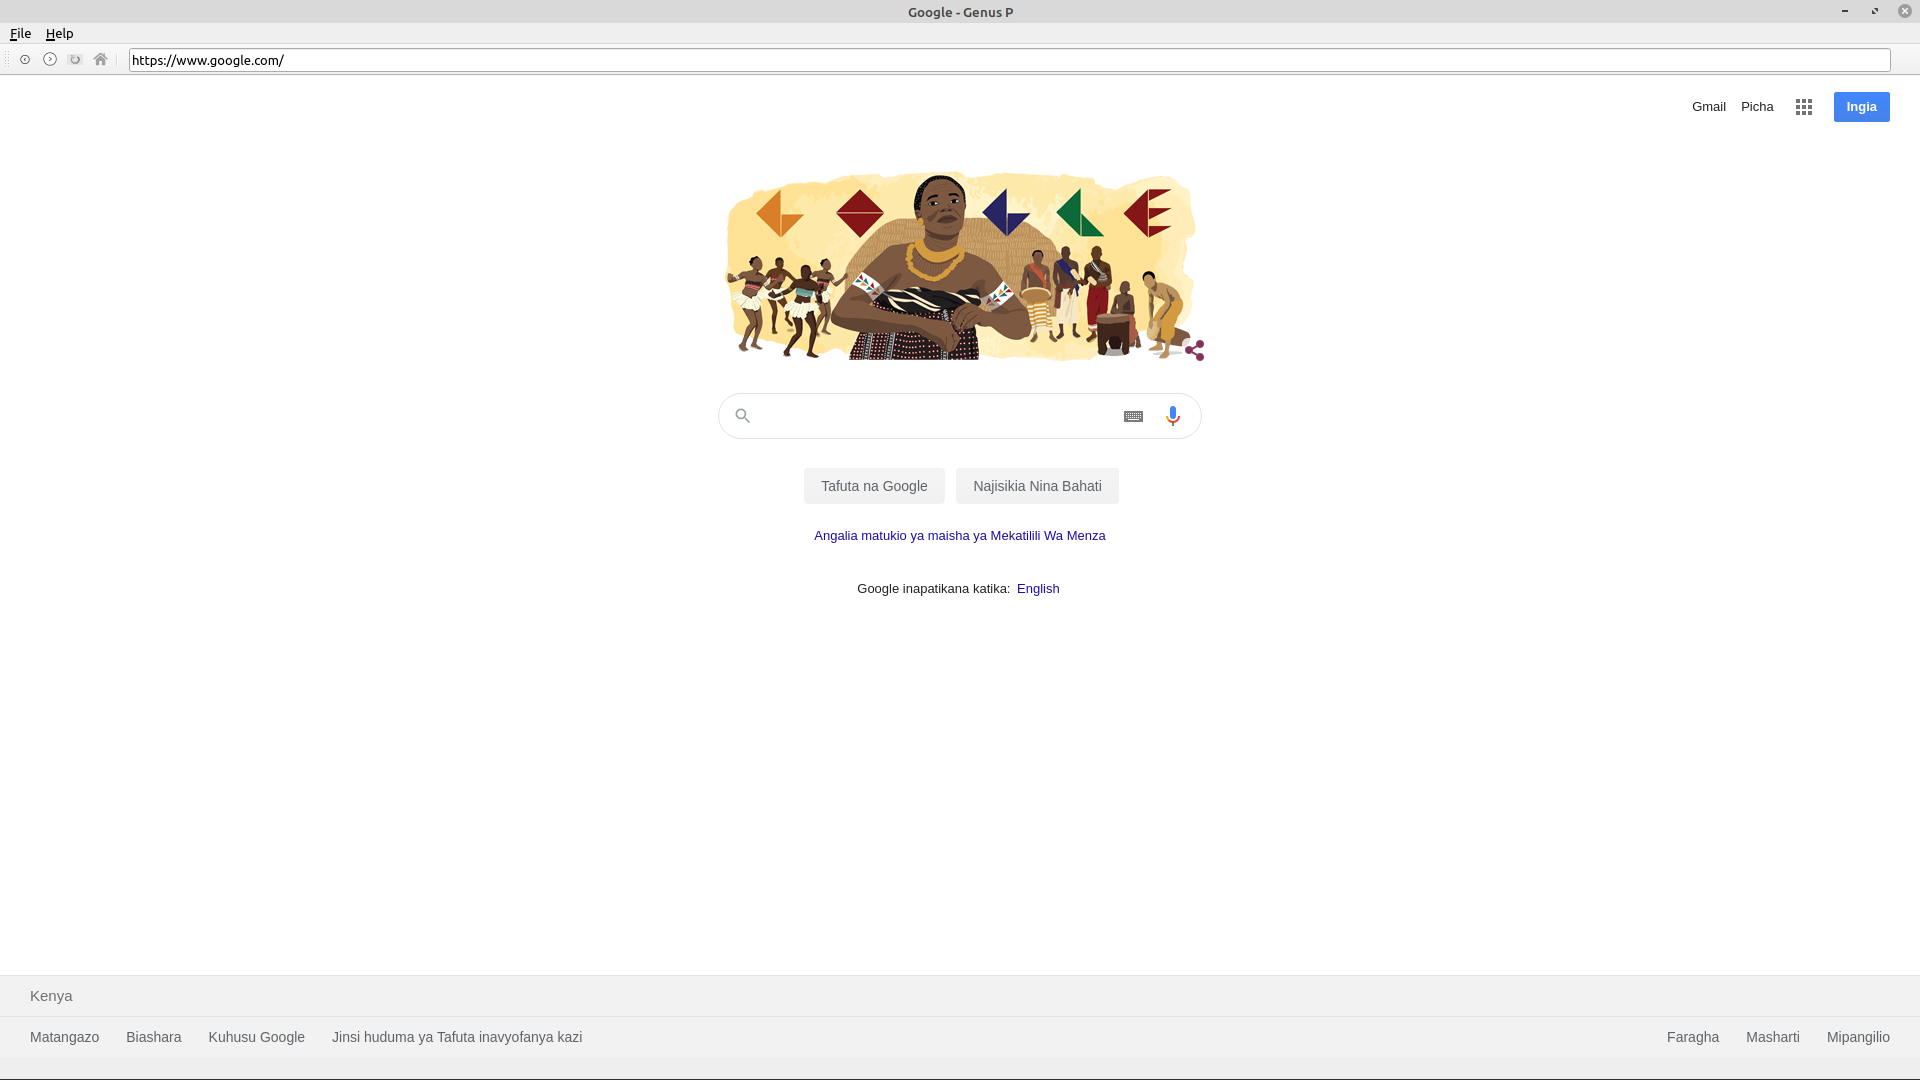 Google - Genus P
File Help
https://www.google.com/
Gmail Picha Ingia
Tafuta na Google Najisikia Nina Bahati
Angalia matukio ya maisha ya Mekatilili Wa Menza
Google inapatikana katika: English
Kenya
Matangazo Biashara Kuhusu Google Jinsi huduma ya Tafuta inavyofanya kazi Faragha Masharti Mipangilio